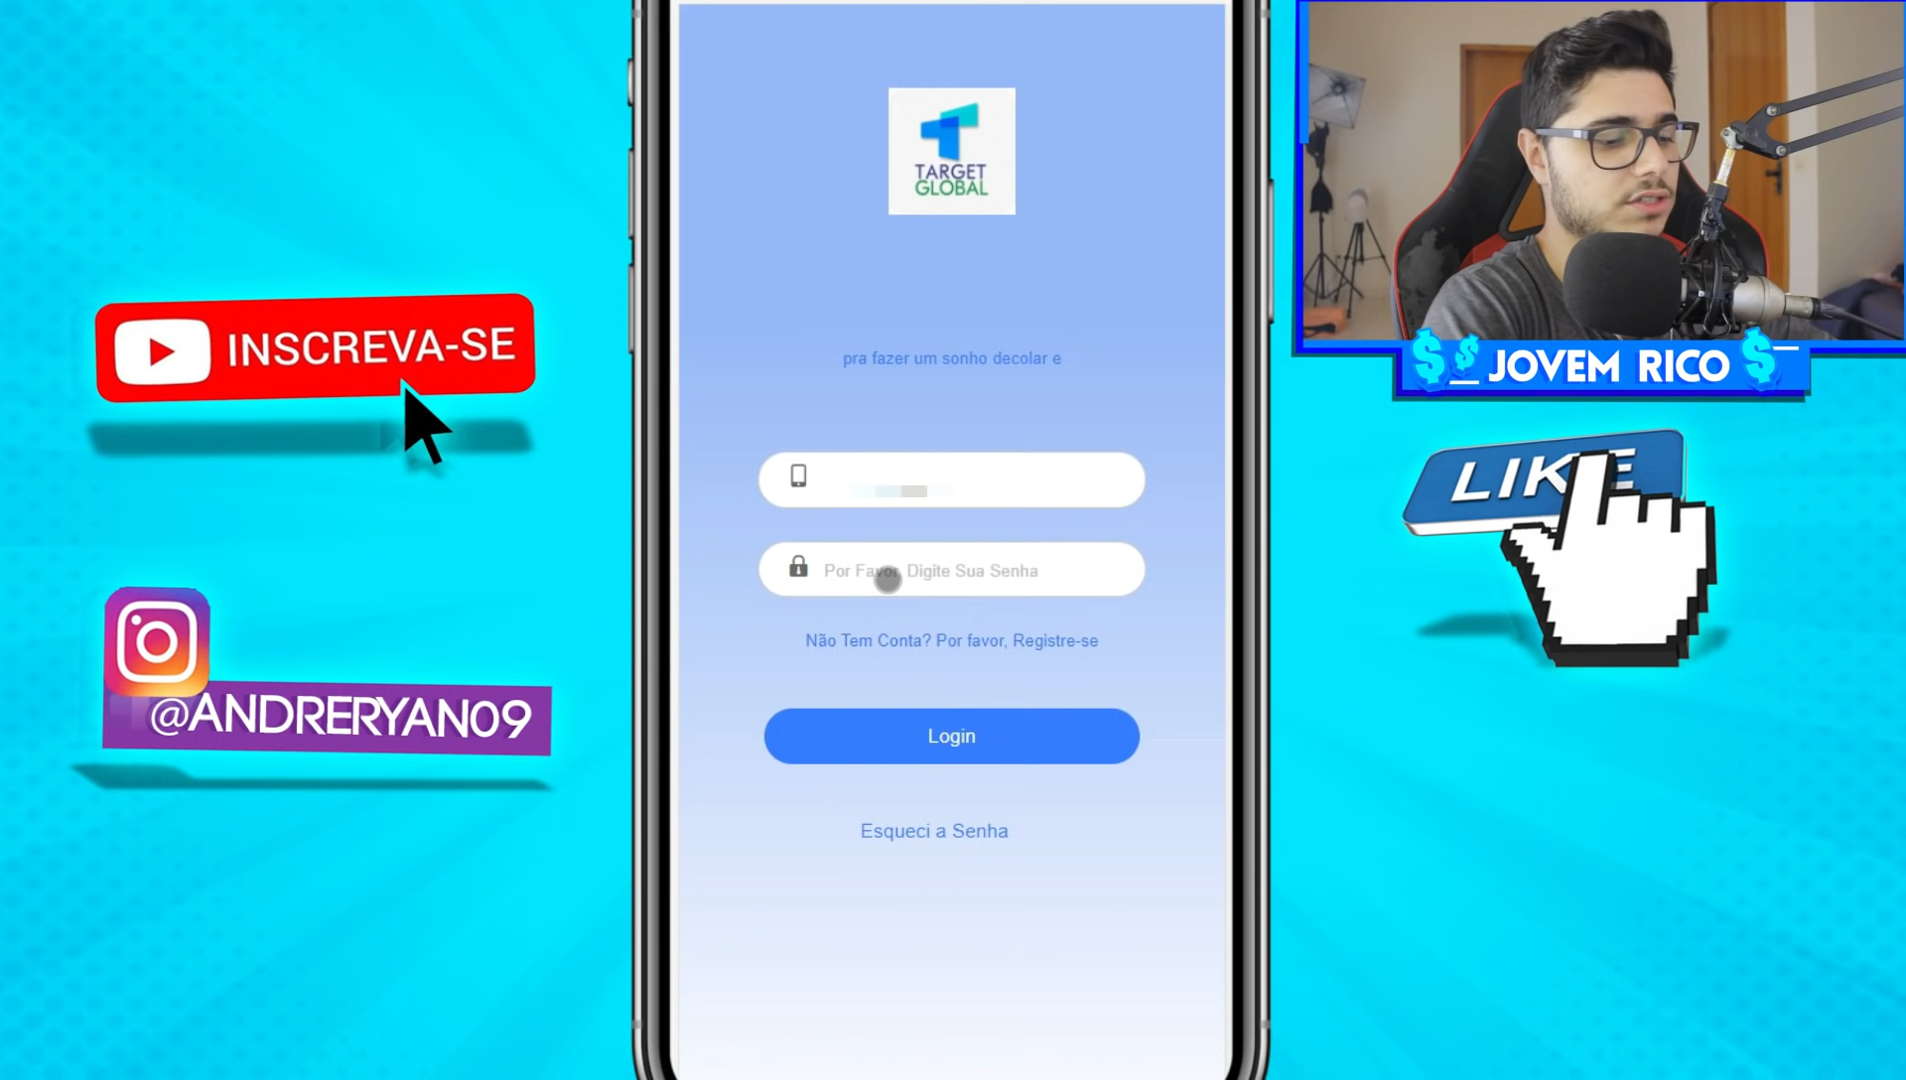 TARGET
GLOBAL
pra fazer um sonho decolar e
Por Favor, Digite Sua Senha
Não Tem Conta? Por favor, Registre-se
Login
Esqueci a Senha
INSCREVA-SE
@ANDRERYAN09
$ $_JOVEM RICO $_
LIKE